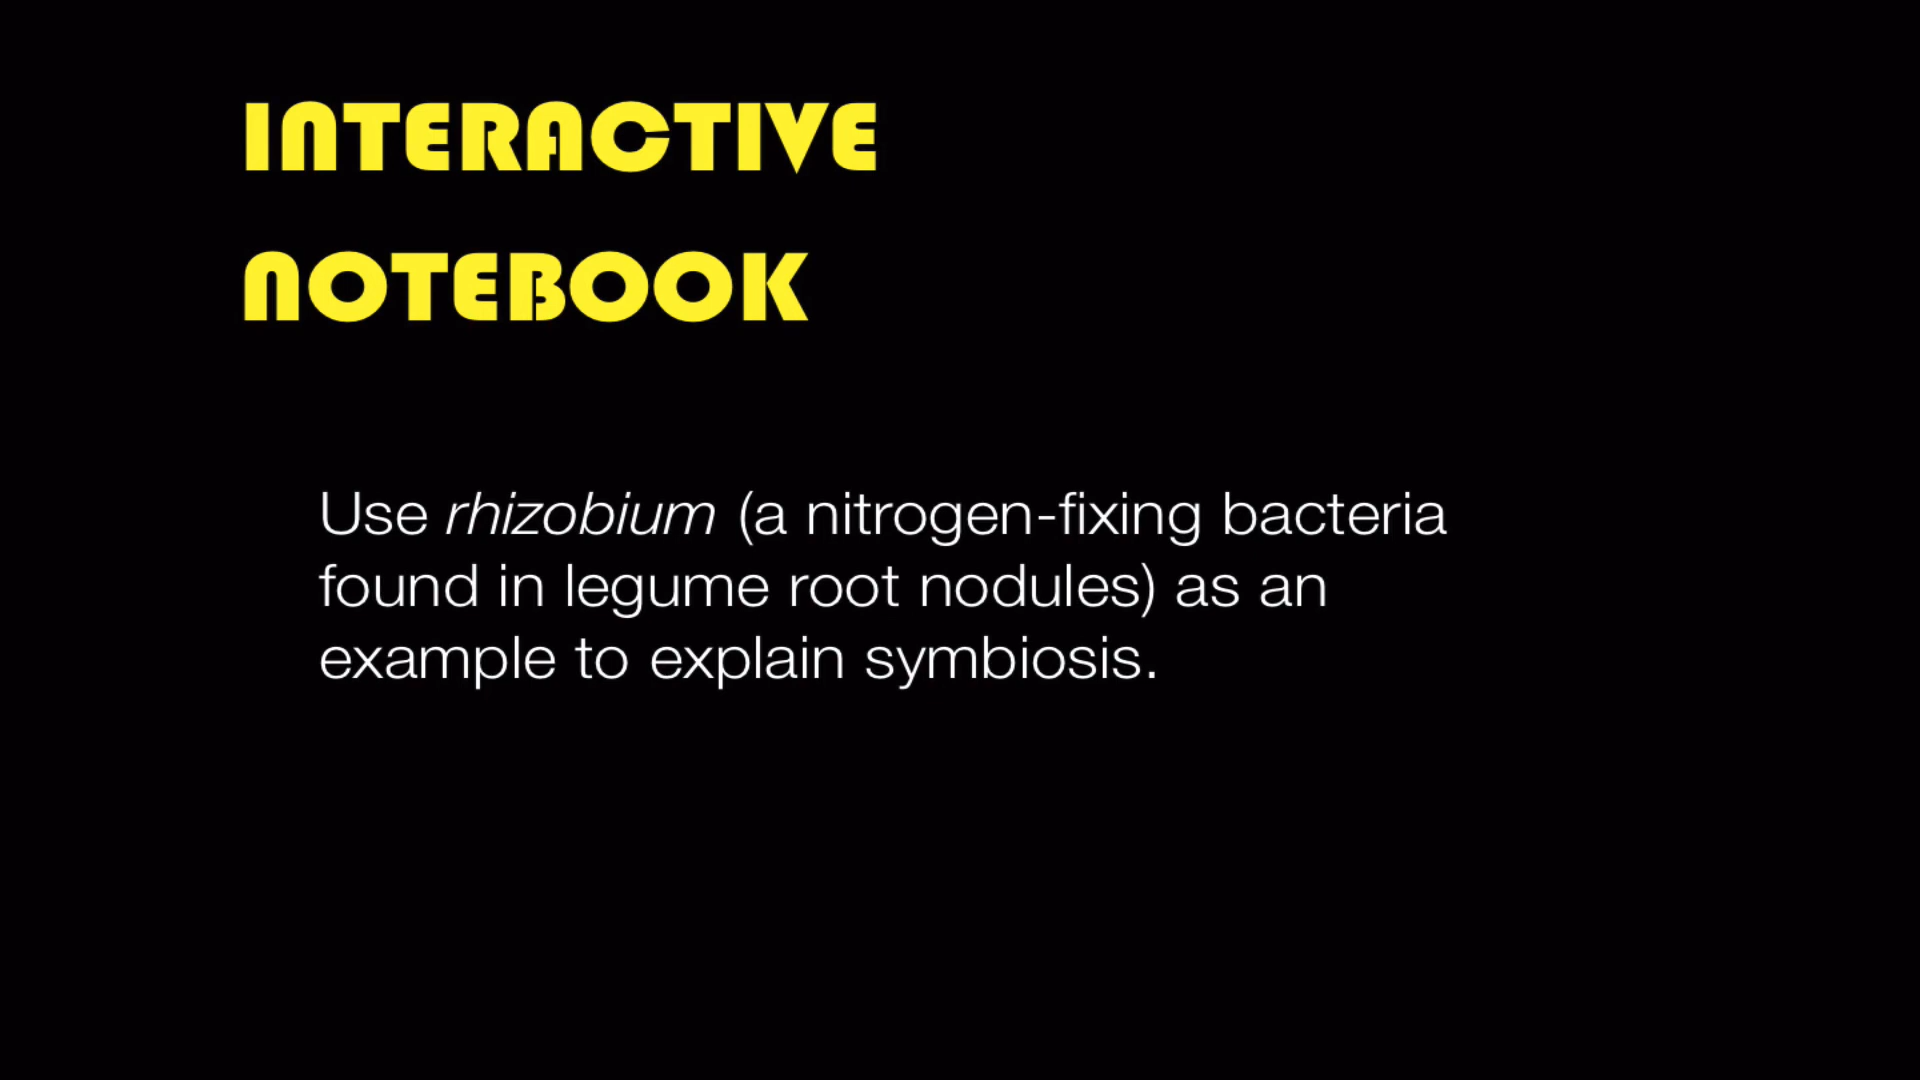 INTERACTIVE
NOTEBOOK
Use rhizobium (a nitrogen-fixing bacteria
found in legume root nodules) as an
example to explain symbiosis.